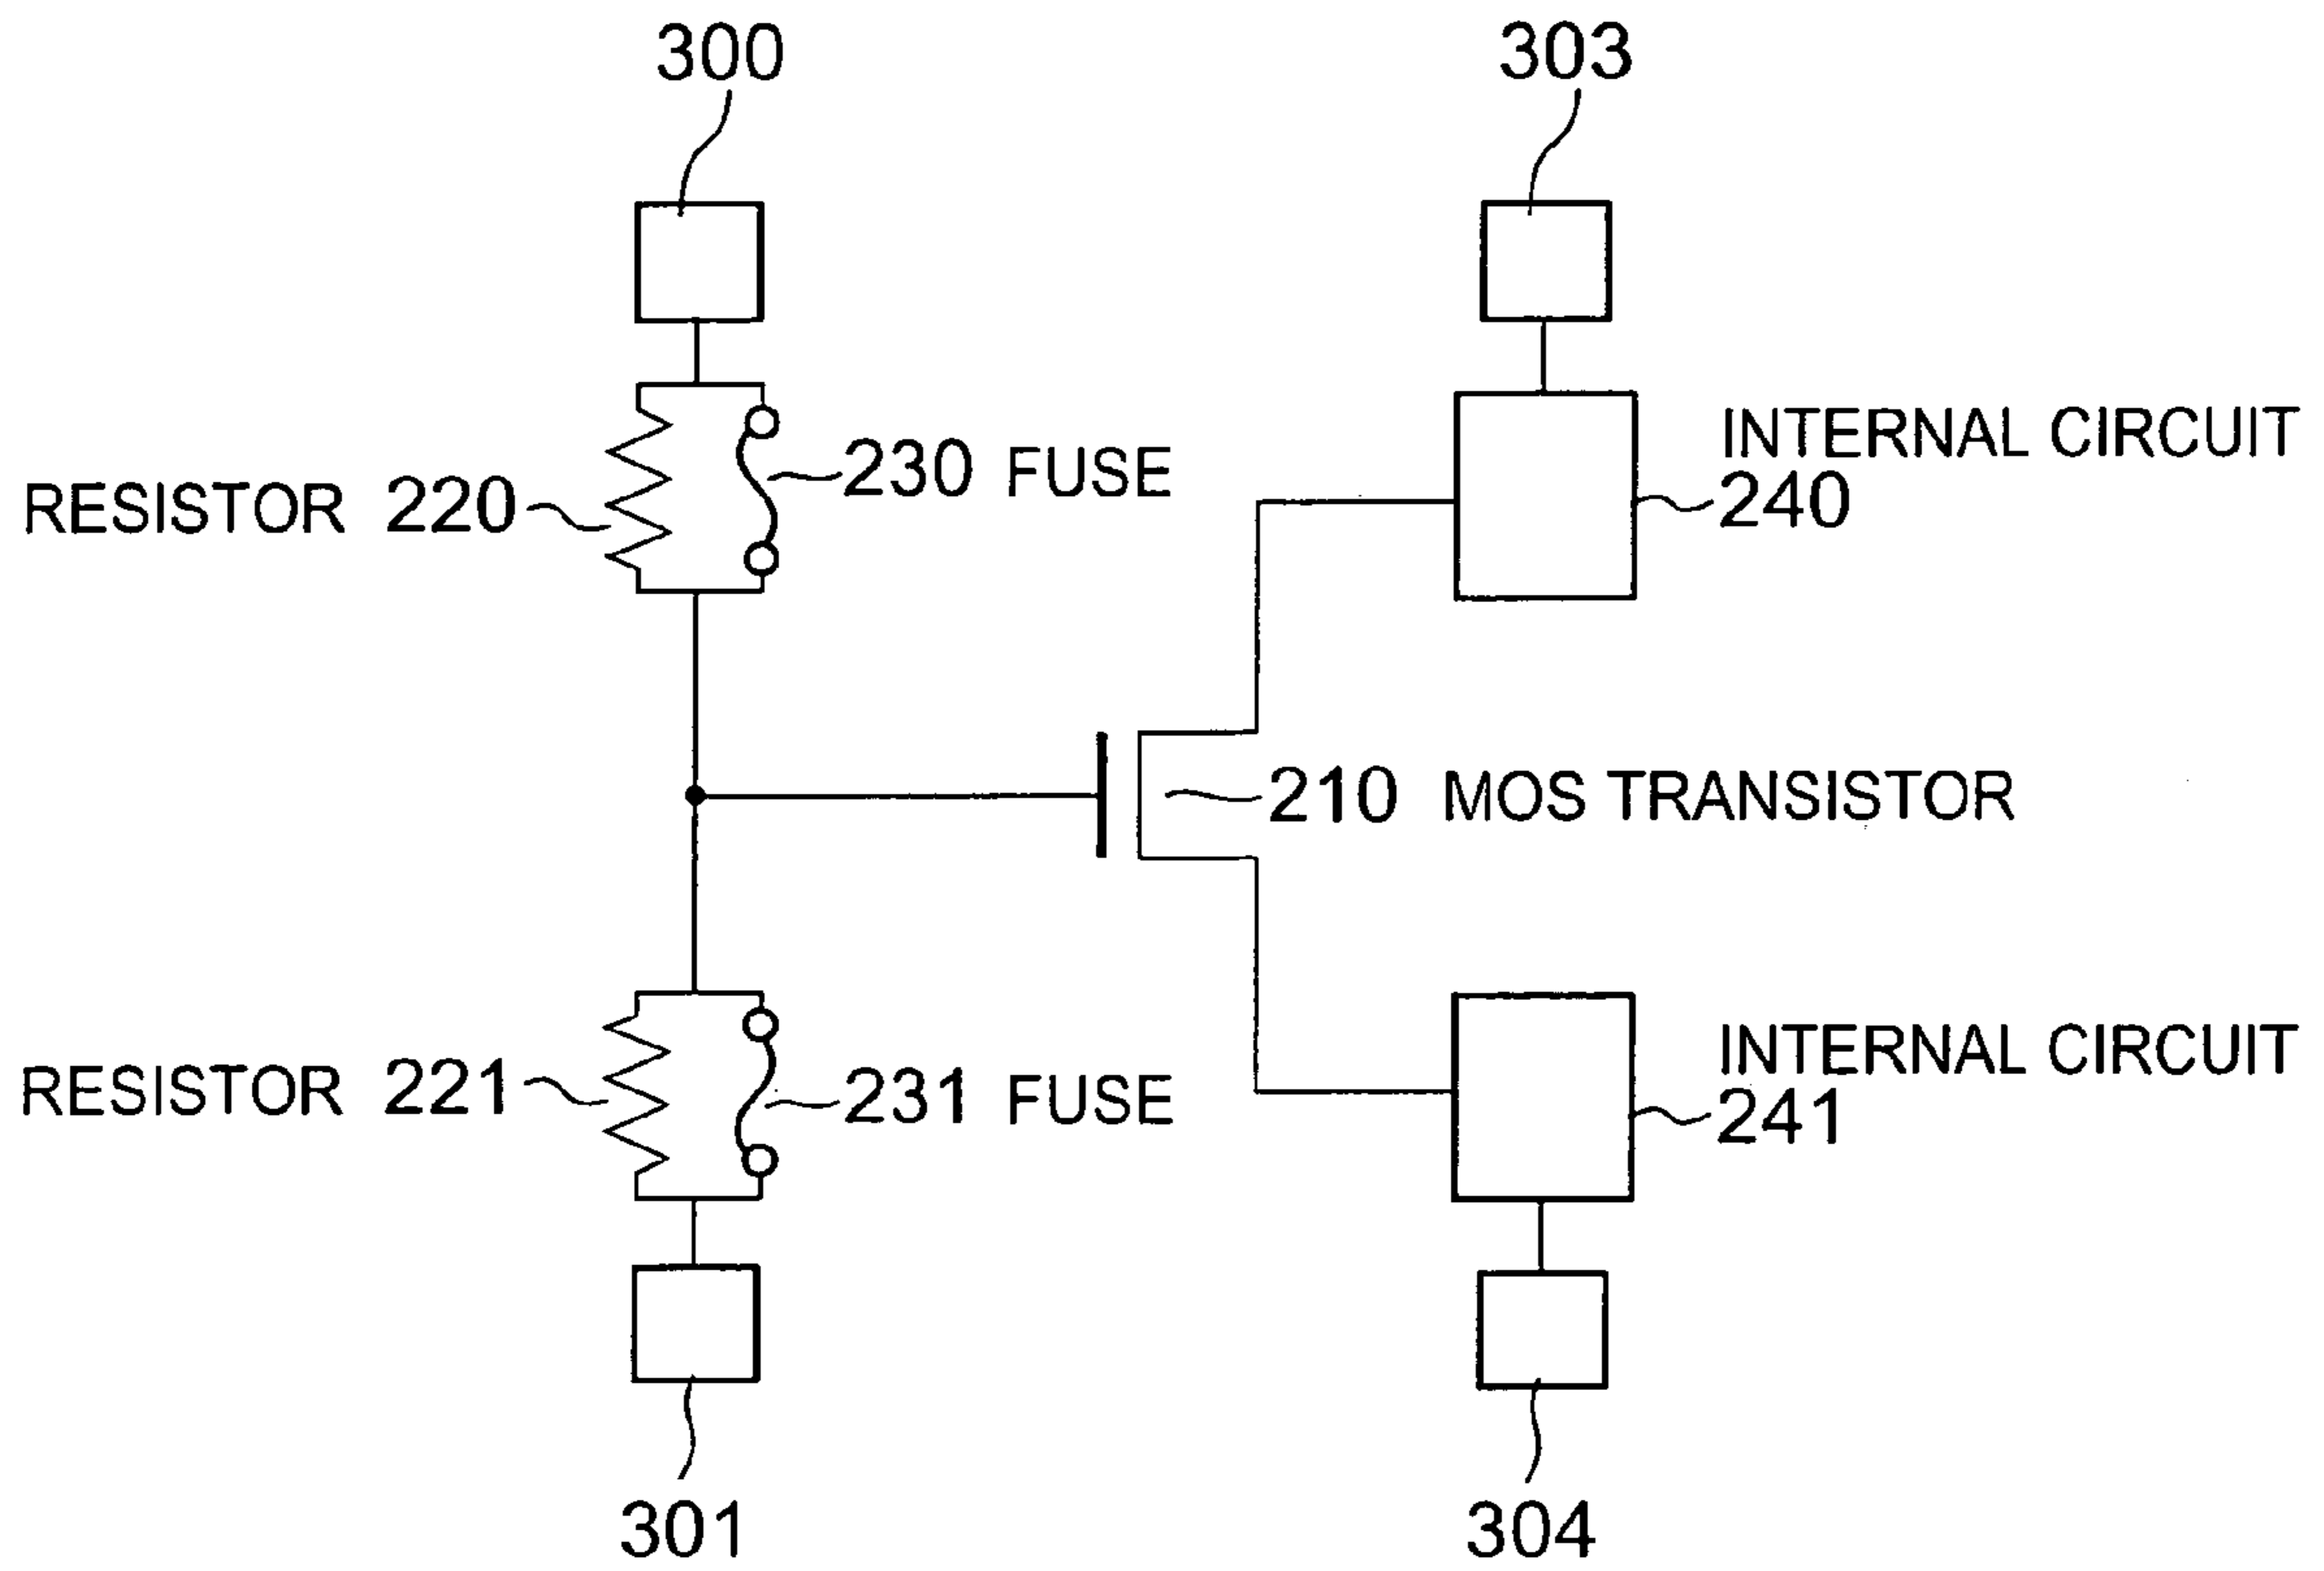 300
303
INTERNAL CIRCUIT
240
230 FUSE
RESISTOR 220
210 MOS TRANSISTOR
INTERNAL CIRCUIT
241
RESISTOR 221
231 FUSE
301
304